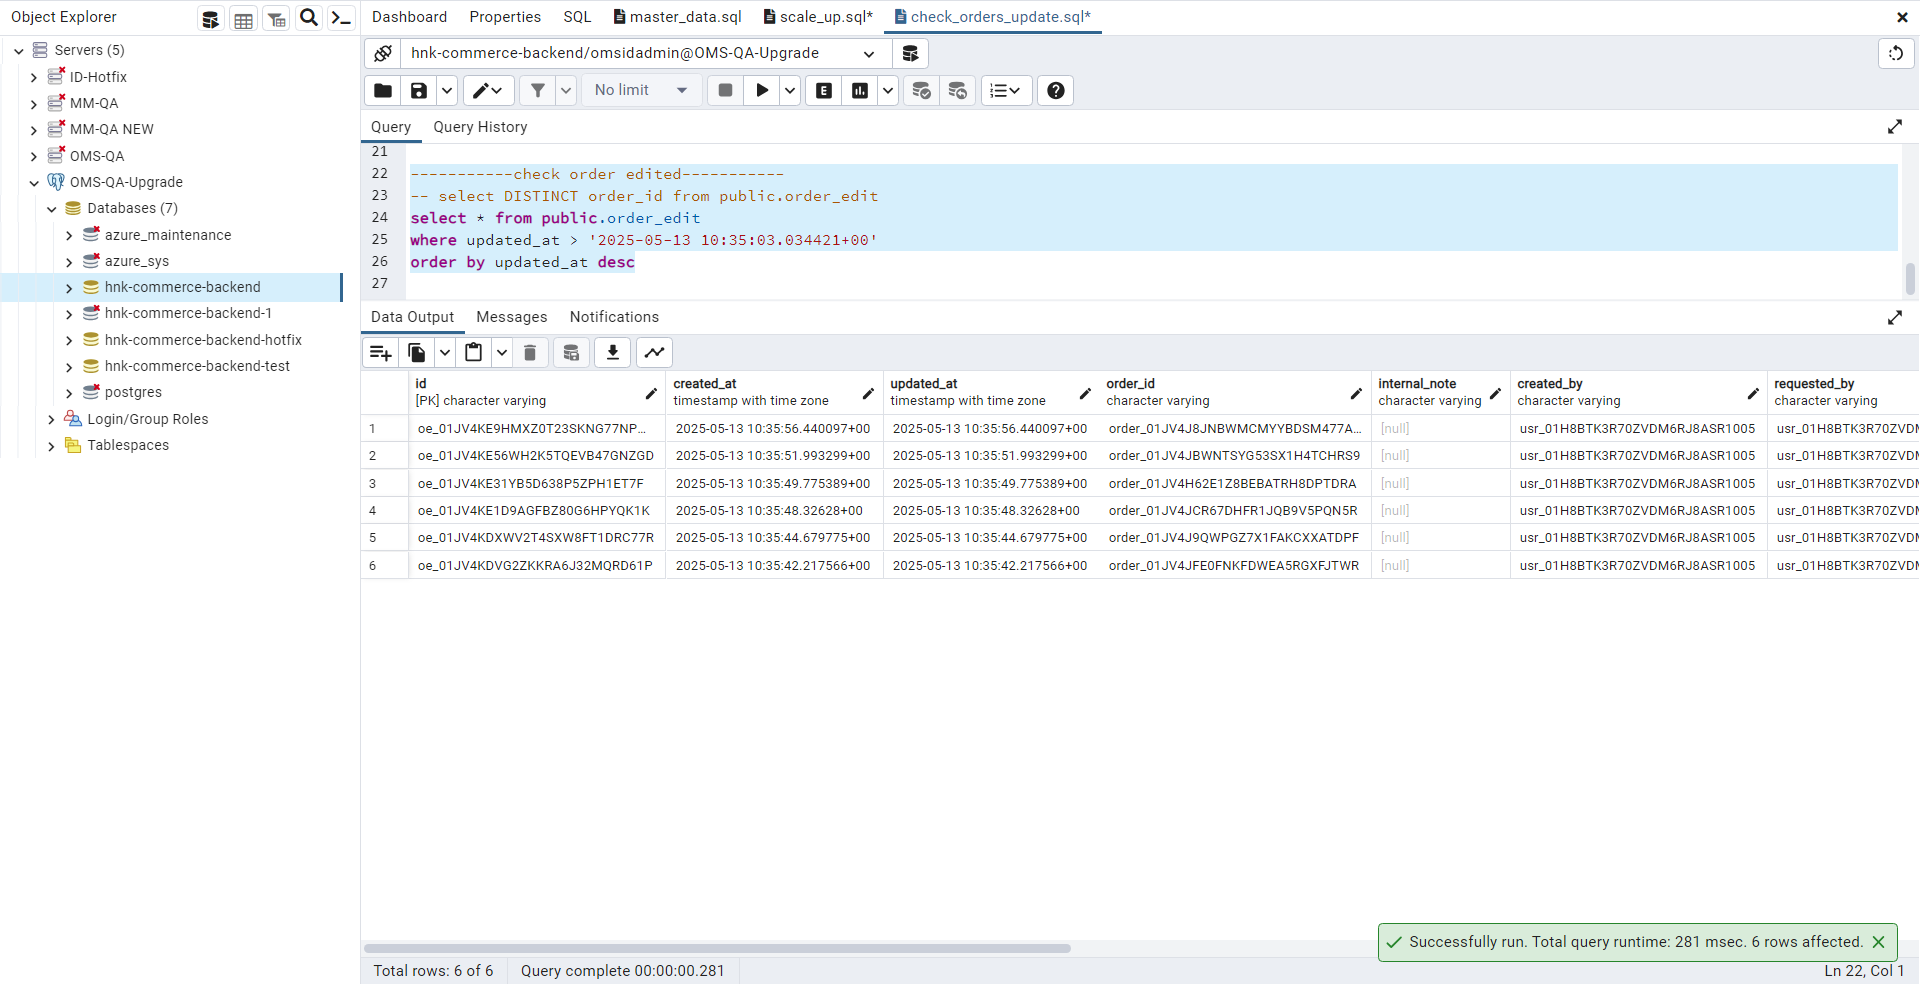 Object Explorer
Dashboard Properties SQL master_data.sql scale_up.sql* check_orders_update.sql*
Servers (5)
ID-Hotfix
MM-QA
MM-QA NEW
OMS-QA
OMS-QA-Upgrade
Databases (7)
azure_maintenance
azure_sys
hnk-commerce-backend
hnk-commerce-backend-1
hnk-commerce-backend-hotfix
hnk-commerce-backend-test
postgres
Login/Group Roles
Tablespaces
hnk-commerce-backend/omsidadmin@OMS-QA-Upgrade
No limit
E
Query Query History
21
22 -----------check order edited-----------
23 -- select DISTINCT order_id from public.order_edit
24 select * from public.order_edit
25 where updated_at > '2025-05-13 10:35:03.034421+00'
26 order by updated_at desc
27
Data Output Messages Notifications
id created_at updated_at order_id internal_note created_by requested_by
[PK] character varying timestamp with time zone timestamp with time zone character varying character varying character varying character varying
1 oe_01JV4KE9HMXZ0T23SKNG77NP... 2025-05-13 10:35:56.440097+00 2025-05-13 10:35:56.440097+00 order_01JV4J8JNBWMCMYYBDSM477A... [null] usr_01H8BTK3R70ZVDM6RJ8ASR1005 usr_01H8BTK3R70ZVDM
2 oe_01JV4KE56WH2K5TQEVB47GNZGD 2025-05-13 10:35:51.993299+00 2025-05-13 10:35:51.993299+00 order_01JV4JBWNTSYG53SX1H4TCHRS9 [null] usr_01H8BTK3R70ZVDM6RJ8ASR1005 usr_01H8BTK3R70ZVDM
3 oe_01JV4KE31YB5D638P5ZPH1ET7F 2025-05-13 10:35:49.775389+00 2025-05-13 10:35:49.775389+00 order_01JV4H62E1Z8BEBATRH8DPTDRA [null] usr_01H8BTK3R70ZVDM6RJ8ASR1005 usr_01H8BTK3R70ZVDM
4 oe_01JV4KE1D9AGFBZ80G6HPYQK1K 2025-05-13 10:35:48.32628+00 2025-05-13 10:35:48.32628+00 order_01JV4JCR67DHFR1JQB9V5PQN5R [null] usr_01H8BTK3R70ZVDM6RJ8ASR1005 usr_01H8BTK3R70ZVDM
5 oe_01JV4KDXWV2T4SXW8FT1DRC77R 2025-05-13 10:35:44.679775+00 2025-05-13 10:35:44.679775+00 order_01JV4J9QWPGZ7X1FAKCXXATDPF [null] usr_01H8BTK3R70ZVDM6RJ8ASR1005 usr_01H8BTK3R70ZVDM
6 oe_01JV4KDVG2ZKKRA6J32MQRD61P 2025-05-13 10:35:42.217566+00 2025-05-13 10:35:42.217566+00 order_01JV4JFE0FNKFDWEA5RGXFJTWR [null] usr_01H8BTK3R70ZVDM6RJ8ASR1005 usr_01H8BTK3R70ZVDM
Successfully run. Total query runtime: 281 msec. 6 rows affected.
Total rows: 6 of 6 Query complete 00:00:00.281 Ln 22, Col 1